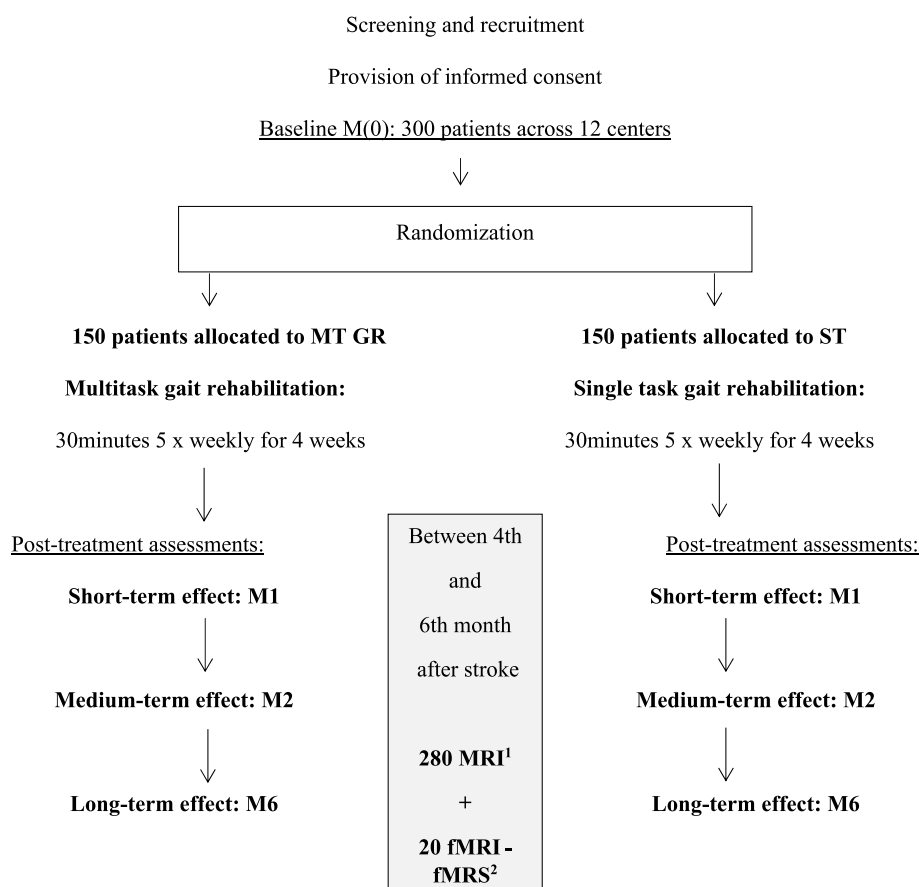 Screening and recruitment
Provision of informed consent
Baseline M(0): 300 patients across 12 centers
Randomization
150 patients allocated to MT GR
Multitask gait rehabilitation:
30minutes 5 x weekly for 4 weeks
Post-treatment assessments:
Short-term effect: M1
Medium-term effect: M2
Long-term effect: M6
Between 4th
and
6th month
after stroke
280 MRI¹
+
20 fMRI -
fMRS²
150 patients allocated to ST
Single task gait rehabilitation:
30minutes 5 x weekly for 4 weeks
Post-treatment assessments:
Short-term effect: M1
Medium-term effect: M2
Long-term effect: M6